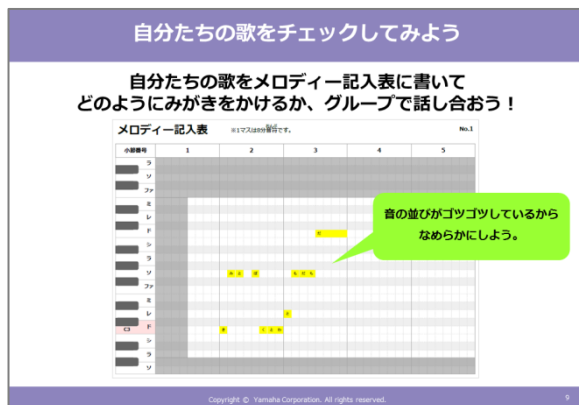 自分たちの歌をチェックしてみよう
自分たちの歌をメロディー記入表に書いて
どのようにみがきをかけるか、グループで話し合おう！
メロディー記入表 ※1マスは8分音符です。 No.1
小節番号 1 2 3 4 5
ラ
ソ
ファ
ミ
レ
ド
シ
ラ
ソ
ファ
ミ
レ
C3 ド
シ
ラ
ソ
音の並びがゴツゴツしているから
なめらかにしよう。
Copyright © Yamaha Corporation. All rights reserved. 9